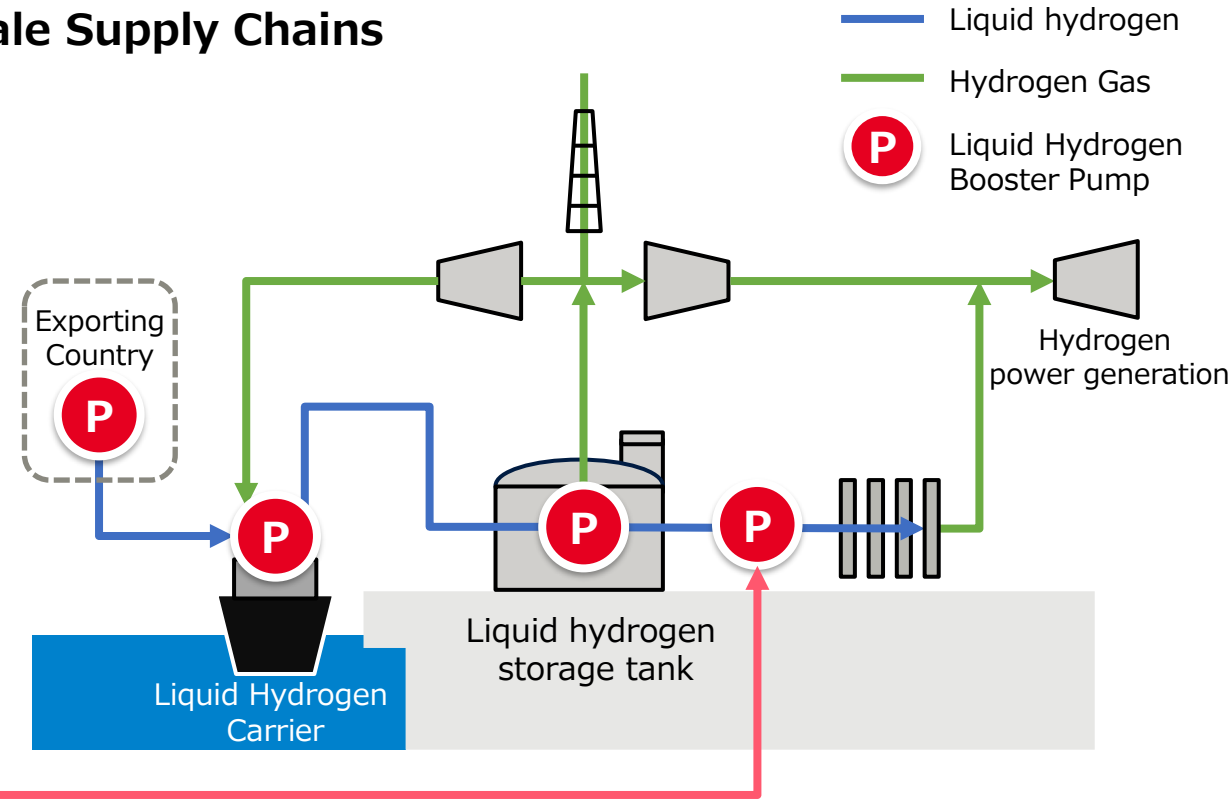 ale Supply Chains
Liquid hydrogen
Hydrogen Gas
P
Liquid Hydrogen
Booster Pump
Exporting
Country
P
Hydrogen
power generation
P
P
P
Liquid hydrogen
storage tank
Liquid Hydrogen
Carrier